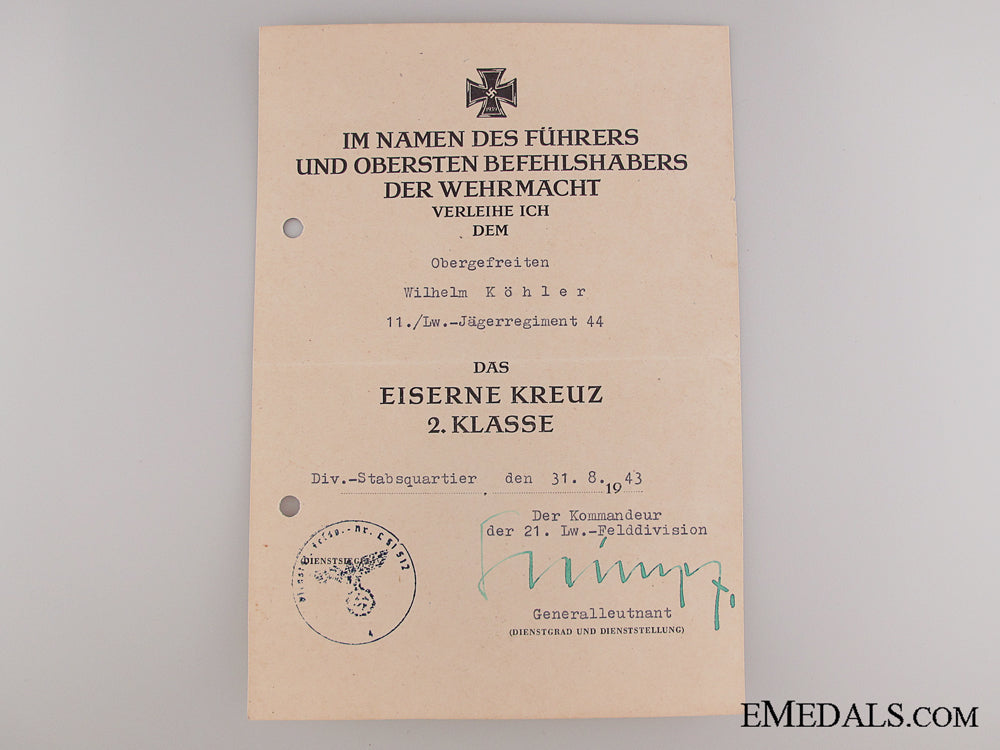 1939
IM NAMEN DES FÜHRERS
UND OBERSTEN BEFEHLSHABERS
DER WEHRMACHT
VERLEIHE ICH
DEM
Obergefreiten
Wilhelm Köhler
11./Lw.-Jägerregiment 44
DAS
EISERNE KREUZ
2. KLASSE
Div.-Stabsquartier, den 31. 8. 1943
Der Kommandeur
der 21. Lw.-Felddivision
DIENSTSIEGEL
4
Generalleutnant
(DIENSTGRAD UND DIENSTSTELLUNG)
EMEDALS.COM